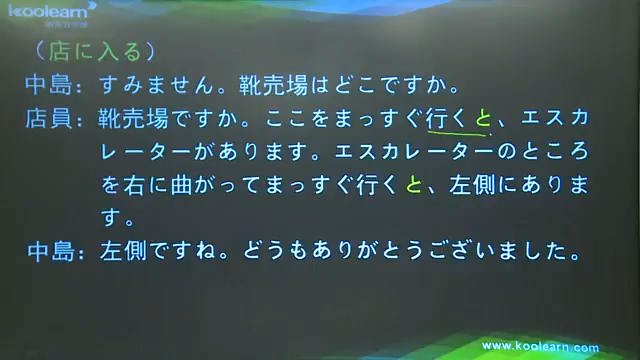 koolearn
（店に入る）
中島：すみません。靴売場はどこですか。
店員：靴売場ですか。ここをまっすぐ行くと、エスカ
レーターがあります。エスカレーターのところ
を右に曲がってまっすぐ行くと、左側にありま
す。
中島：左側ですね。どうもありがとうございました。
www.koolearn.com